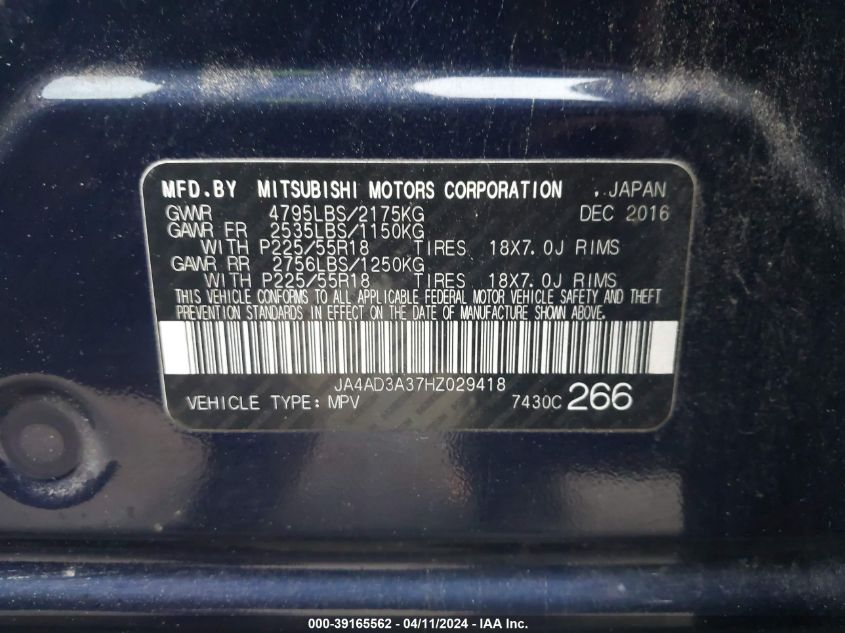 MFD.BY MITSUBISHI MOTORS CORPORATION , JAPAN
GVWR 4795LBS/2175KG DEC 2016
GAWR FR 2535LBS/1150KG
WITH P225/55R18 TIRES 18X7.0J RIMS
GAWR RR 2756LBS/1250KG
WITH P225/55R18 TIRES 18X7.0J RIMS
THIS VEHICLE CONFORMS TO ALL APPLICABLE FEDERAL MOTOR VEHICLE SAFETY AND THEFT
PREVENTION STANDARDS IN EFFECT ON THE DATE OF MANUFACTURE SHOWN ABOVE.
JA4AD3A37HZ029418
VEHICLE TYPE: MPV 7430C 266
000-39165562 - 04/11/2024 - IAA Inc.